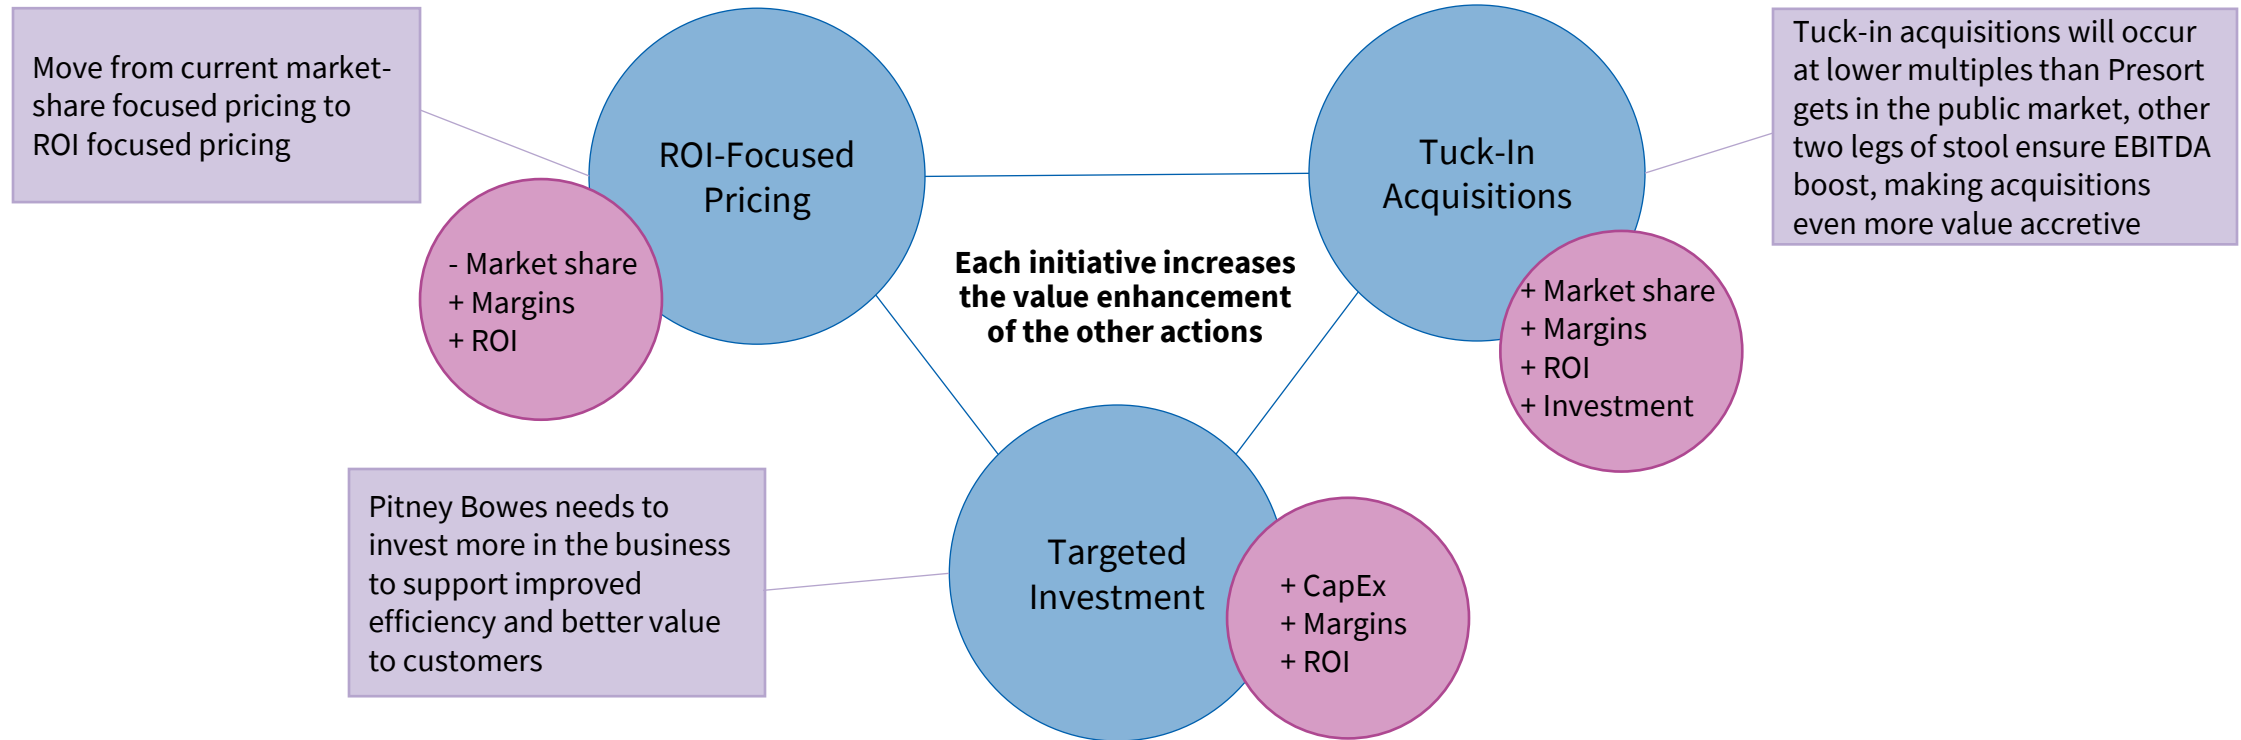 Move from current market-
share focused pricing to
ROI focused pricing
ROI-Focused
Pricing
- Market share
+ Margins
+ ROI
Tuck-In
Acquisitions
Tuck-in acquisitions will occur
at lower multiples than Presort
gets in the public market, other
two legs of stool ensure EBITDA
boost, making acquisitions
even more value accretive
+ Market share
+ Margins
+ ROI
+ Investment
Each initiative increases
the value enhancement
of the other actions
Pitney Bowes needs to
invest more in the business
to support improved
efficiency and better value
to customers
Targeted
Investment
+ CapEx
+ Margins
+ ROI